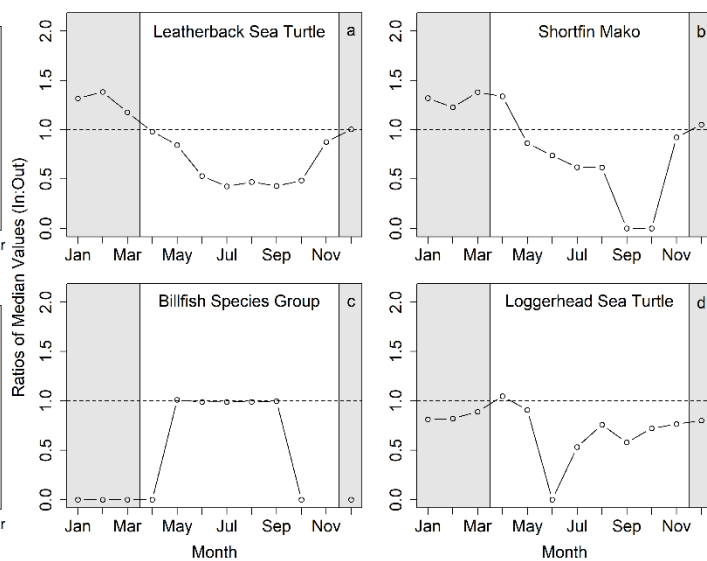 Leatherback Sea Turtle a
0.0 0.5 1.0 1.5 2.0
Jan Mar May Jul Sep Nov
Shortfin Mako b
0.0 0.5 1.0 1.5 2.0
Jan Mar May Jul Sep Nov
r
Ratios of Median Values (In:Out)
Billfish Species Group c
0.0 0.5 1.0 1.5 2.0
Jan Mar May Jul Sep Nov
Month
Loggerhead Sea Turtle d
0.0 0.5 1.0 1.5 2.0
Jan Mar May Jul Sep Nov
Month
r